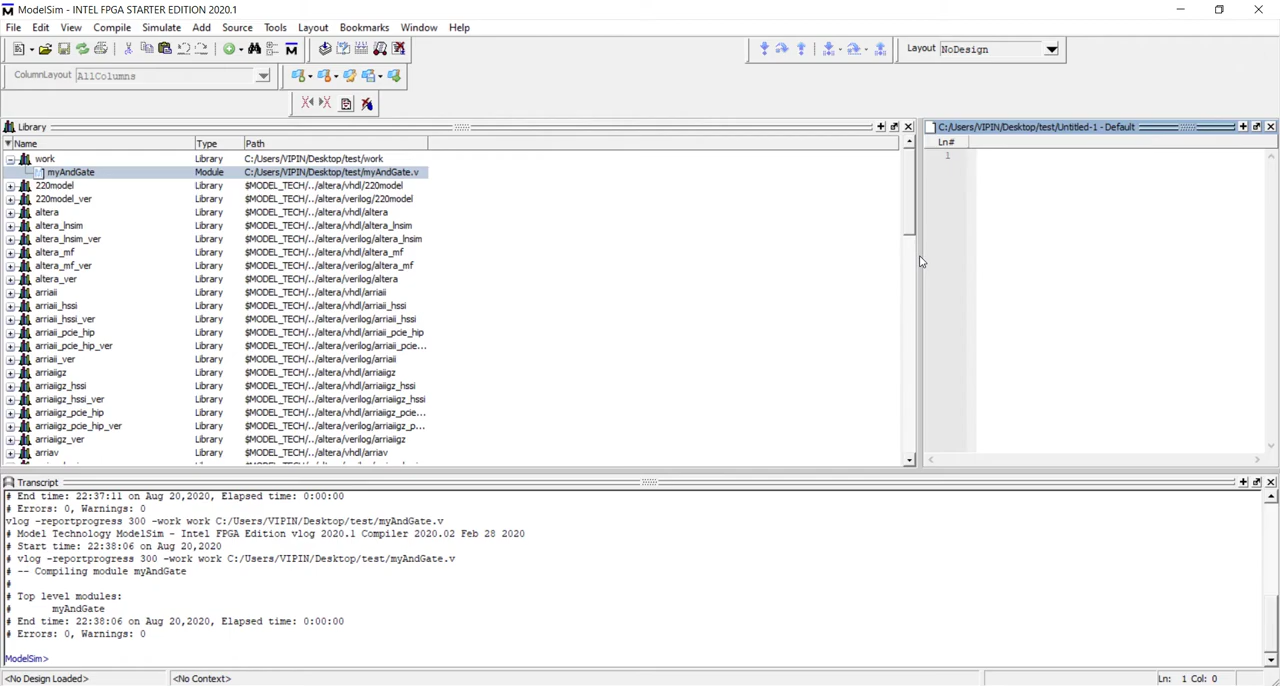 ModelSim - INTEL FPGA STARTER EDITION 2020.1
File Edit View Compile Simulate Add Source Tools Layout Bookmarks Window Help
Layout NoDesign
ColumnLayout AllColumns
Library
Name Type Path
work Library C:/Users/VIPIN/Desktop/test/work
myAndGate Module C:/Users/VIPIN/Desktop/test/myAndGate.v
220model Library $MODEL_TECH/../altera/vhdl/220model
220model_ver Library $MODEL_TECH/../altera/verilog/220model
altera Library $MODEL_TECH/../altera/vhdl/altera
altera_lnsim Library $MODEL_TECH/../altera/vhdl/altera_lnsim
altera_lnsim_ver Library $MODEL_TECH/../altera/verilog/altera_lnsim
altera_mf Library $MODEL_TECH/../altera/vhdl/altera_mf
altera_mf_ver Library $MODEL_TECH/../altera/verilog/altera_mf
altera_ver Library $MODEL_TECH/../altera/verilog/altera
arriaii Library $MODEL_TECH/../altera/vhdl/arriaii
arriaii_hssi Library $MODEL_TECH/../altera/vhdl/arriaii_hssi
arriaii_hssi_ver Library $MODEL_TECH/../altera/verilog/arriaii_hssi
arriaii_pcie_hip Library $MODEL_TECH/../altera/vhdl/arriaii_pcie_hip
arriaii_pcie_hip_ver Library $MODEL_TECH/../altera/verilog/arriaii_pcie...
arriaii_ver Library $MODEL_TECH/../altera/verilog/arriaii
arriaiigz Library $MODEL_TECH/../altera/vhdl/arriaiigz
arriaiigz_hssi Library $MODEL_TECH/../altera/vhdl/arriaiigz_hssi
arriaiigz_hssi_ver Library $MODEL_TECH/../altera/verilog/arriaiigz_hssi
arriaiigz_pcie_hip Library $MODEL_TECH/../altera/vhdl/arriaiigz_pcie...
arriaiigz_pcie_hip_ver Library $MODEL_TECH/../altera/verilog/arriaiigz_p...
arriaiigz_ver Library $MODEL_TECH/../altera/verilog/arriaiigz
arriav Library $MODEL_TECH/../altera/vhdl/arriav
C:/Users/VIPIN/Desktop/test/Untitled-1 - Default
Ln#
1
Transcript
# End time: 22:37:11 on Aug 20,2020, Elapsed time: 0:00:00
# Errors: 0, Warnings: 0
vlog -reportprogress 300 -work work C:/Users/VIPIN/Desktop/test/myAndGate.v
# Model Technology ModelSim - Intel FPGA Edition vlog 2020.1 Compiler 2020.02 Feb 28 2020
# Start time: 22:38:06 on Aug 20,2020
# vlog -reportprogress 300 -work work C:/Users/VIPIN/Desktop/test/myAndGate.v
# -- Compiling module myAndGate
#
# Top level modules:
# myAndGate
# End time: 22:38:06 on Aug 20,2020, Elapsed time: 0:00:00
# Errors: 0, Warnings: 0
ModelSim>
<No Design Loaded> <No Context> Ln: 1 Col: 0